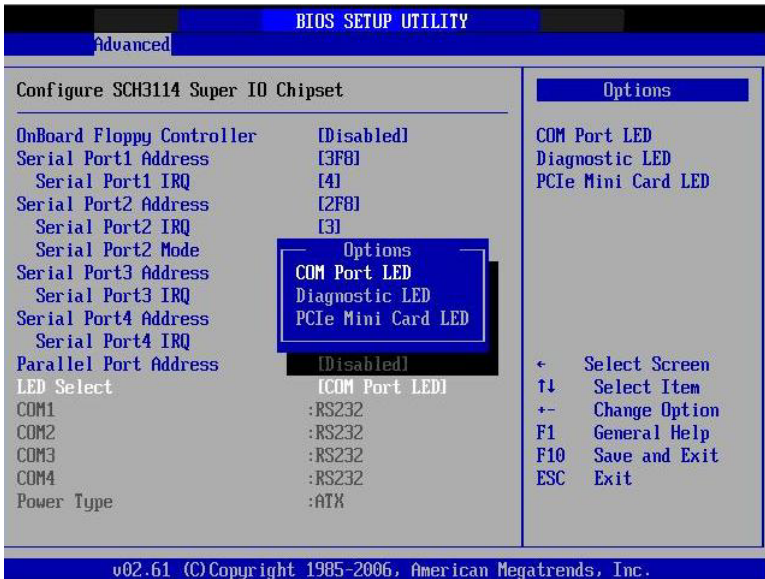 BIOS SETUP UTILITY
Advanced
Configure SCH3114 Super IO Chipset
OnBoard Floppy Controller [Disabled]
Serial Port1 Address [3F8]
Serial Port1 IRQ [4]
Serial Port2 Address [2F8]
Serial Port2 IRQ [3]
Serial Port2 Mode
Serial Port3 Address
Serial Port3 IRQ
Serial Port4 Address
Serial Port4 IRQ
Parallel Port Address [Disabled]
LED Select [COM Port LED]
COM1 :RS232
COM2 :RS232
COM3 :RS232
COM4 :RS232
Power Type :ATX
Options
COM Port LED
Diagnostic LED
PCIe Mini Card LED
Options
COM Port LED
Diagnostic LED
PCIe Mini Card LED
← Select Screen
↑↓ Select Item
+- Change Option
F1 General Help
F10 Save and Exit
ESC Exit
v02.61 (C)Copyright 1985-2006, American Megatrends, Inc.